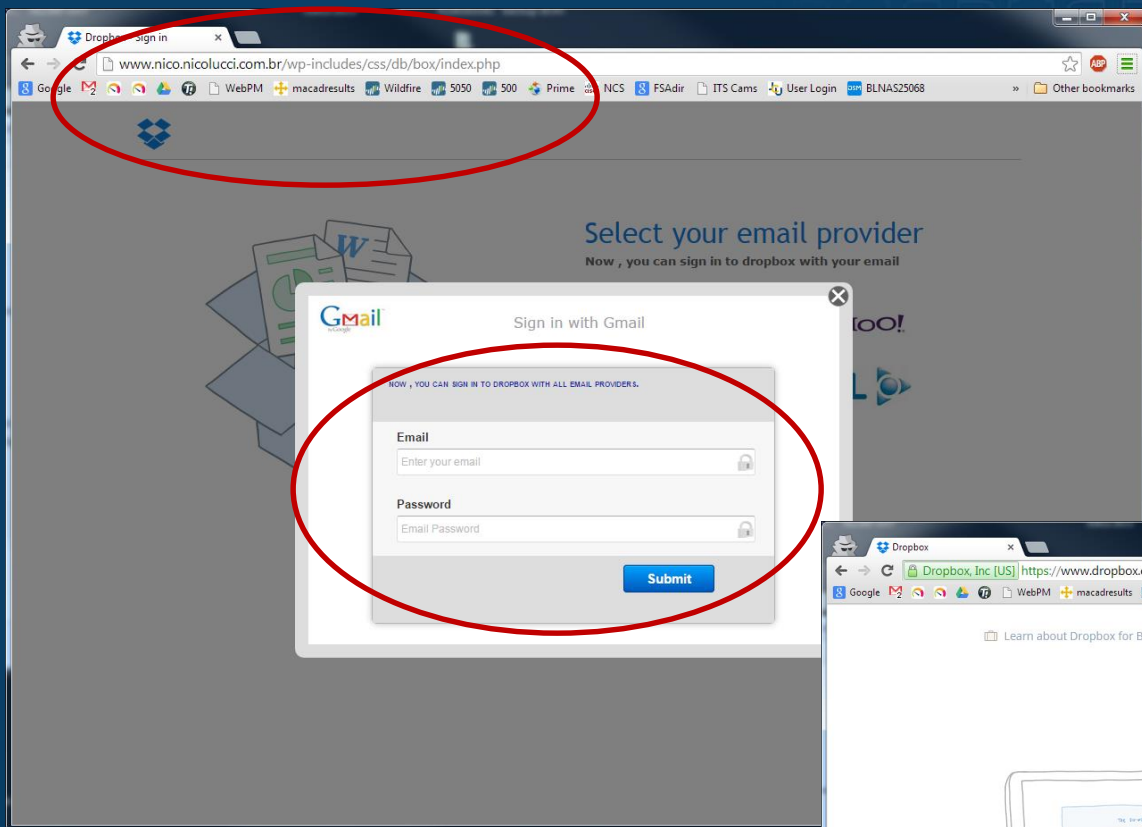 Dropbox - Sign in
www.nico.nicolucci.com.br/wp-includes/css/db/box/index.php
ABP
Google WebPM macadresults Wildfire 5050 500 Prime NCS FSAdir ITS Cams User Login BLNAS25068 » Other bookmarks
Select your email provider
Now , you can sign in to dropbox with your email
W
Gmail
by Google
Sign in with Gmail
OO!
L
NOW , YOU CAN SIGN IN TO DROPBOX WITH ALL EMAIL PROVIDERS.
Email
Enter your email
Password
Email Password
Submit
Dropbox
Dropbox, Inc [US] https://www.dropbox.
Google WebPM macadresults
Learn about Dropbox for B